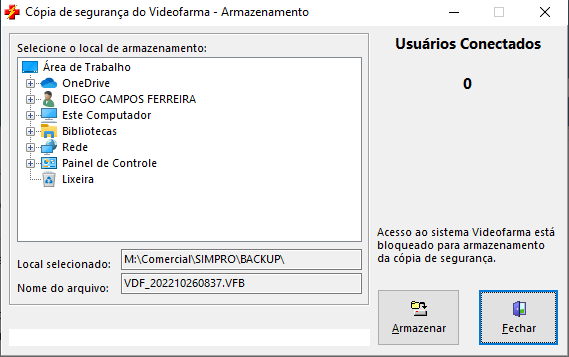 Cópia de segurança do Videofarma - Armazenamento
Selecione o local de armazenamento:
Área de Trabalho
OneDrive
DIEGO CAMPOS FERREIRA
Este Computador
Bibliotecas
Rede
Painel de Controle
Lixeira
Local selecionado: M:\Comercial\SIMPRO\BACKUP\
Nome do arquivo: VDF_202210260837.VFB
Usuários Conectados
0
Acesso ao sistema Videofarma está
bloqueado para armazenamento
da cópia de segurança.
Armazenar
Fechar